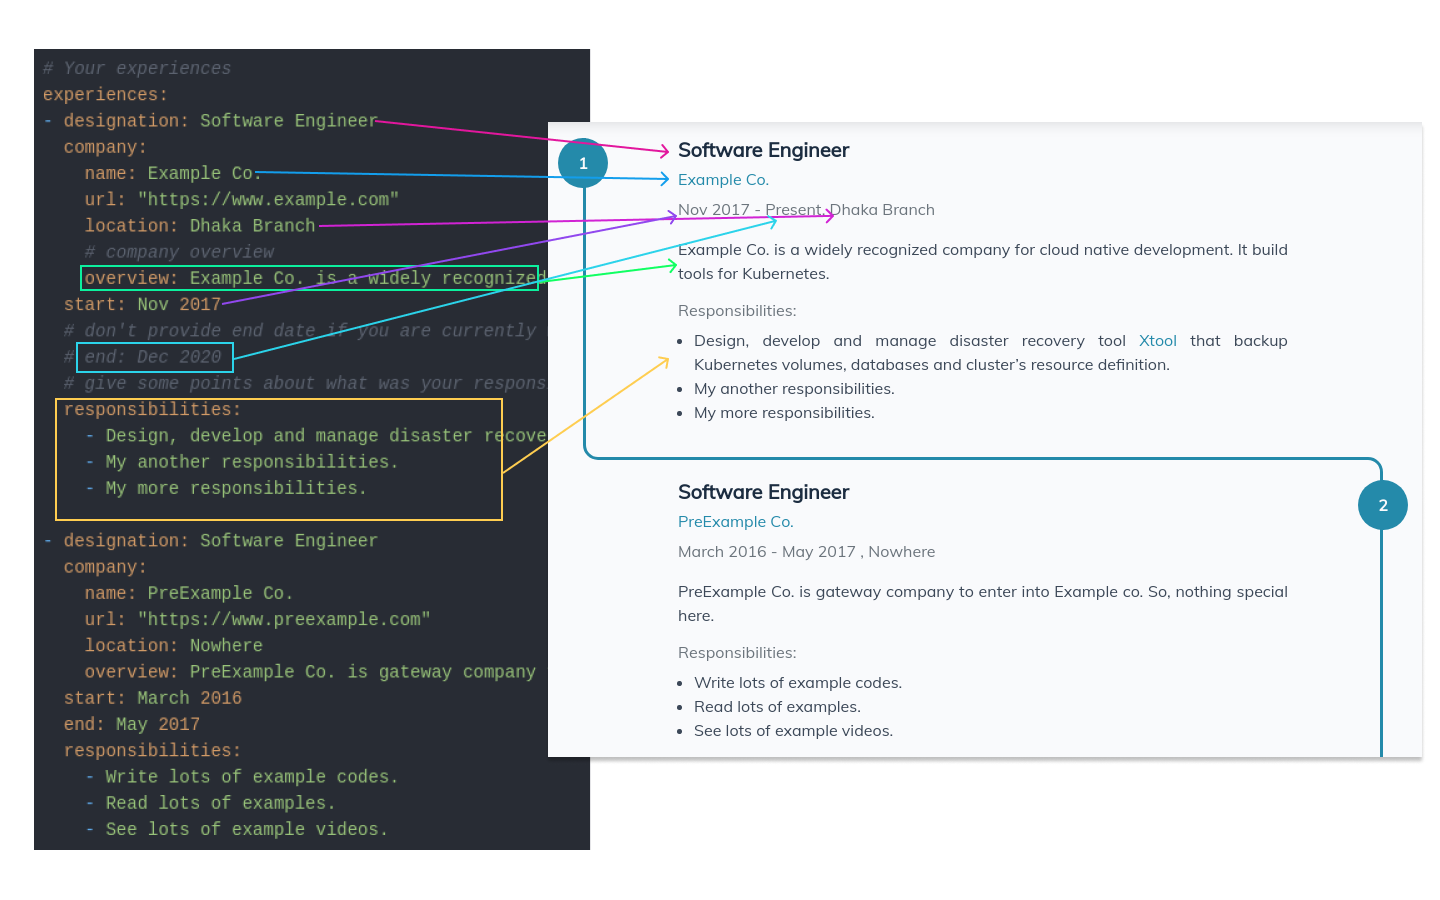 # Your experiences
experiences:
- designation: Software Engineer
company:
name: Example Co.
url: "https://www.example.com"
location: Dhaka Branch
# company overview
overview: Example Co. is a widely recognized
start: Nov 2017
# don't provide end date if you are currently
# end: Dec 2020
# give some points about what was your respons
responsibilities:
- Design, develop and manage disaster recove
- My another responsibilities.
- My more responsibilities.
- designation: Software Engineer
company:
name: PreExample Co.
url: "https://www.preexample.com"
location: Nowhere
overview: PreExample Co. is gateway company
start: March 2016
end: May 2017
responsibilities:
- Write lots of example codes.
- Read lots of examples.
- See lots of example videos.
1
Software Engineer
Example Co.
Nov 2017 - Present, Dhaka Branch
Example Co. is a widely recognized company for cloud native development. It build
tools for Kubernetes.
Responsibilities:
• Design, develop and manage disaster recovery tool Xtool that backup
Kubernetes volumes, databases and cluster’s resource definition.
• My another responsibilities.
• My more responsibilities.
2
Software Engineer
PreExample Co.
March 2016 - May 2017 , Nowhere
PreExample Co. is gateway company to enter into Example co. So, nothing special
here.
Responsibilities:
• Write lots of example codes.
• Read lots of examples.
• See lots of example videos.